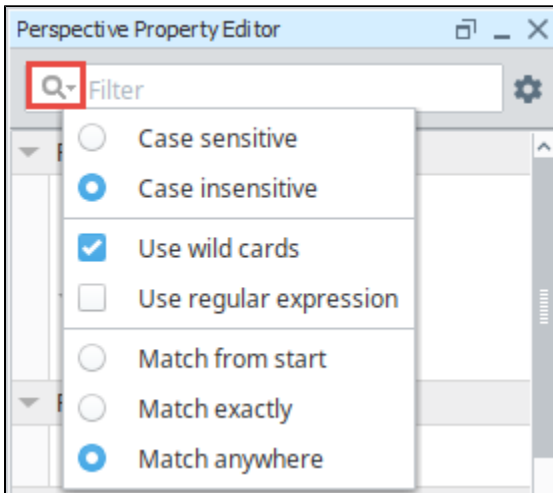 Perspective Property Editor
Filter
Case sensitive
Case insensitive
Use wild cards
Use regular expression
Match from start
Match exactly
Match anywhere